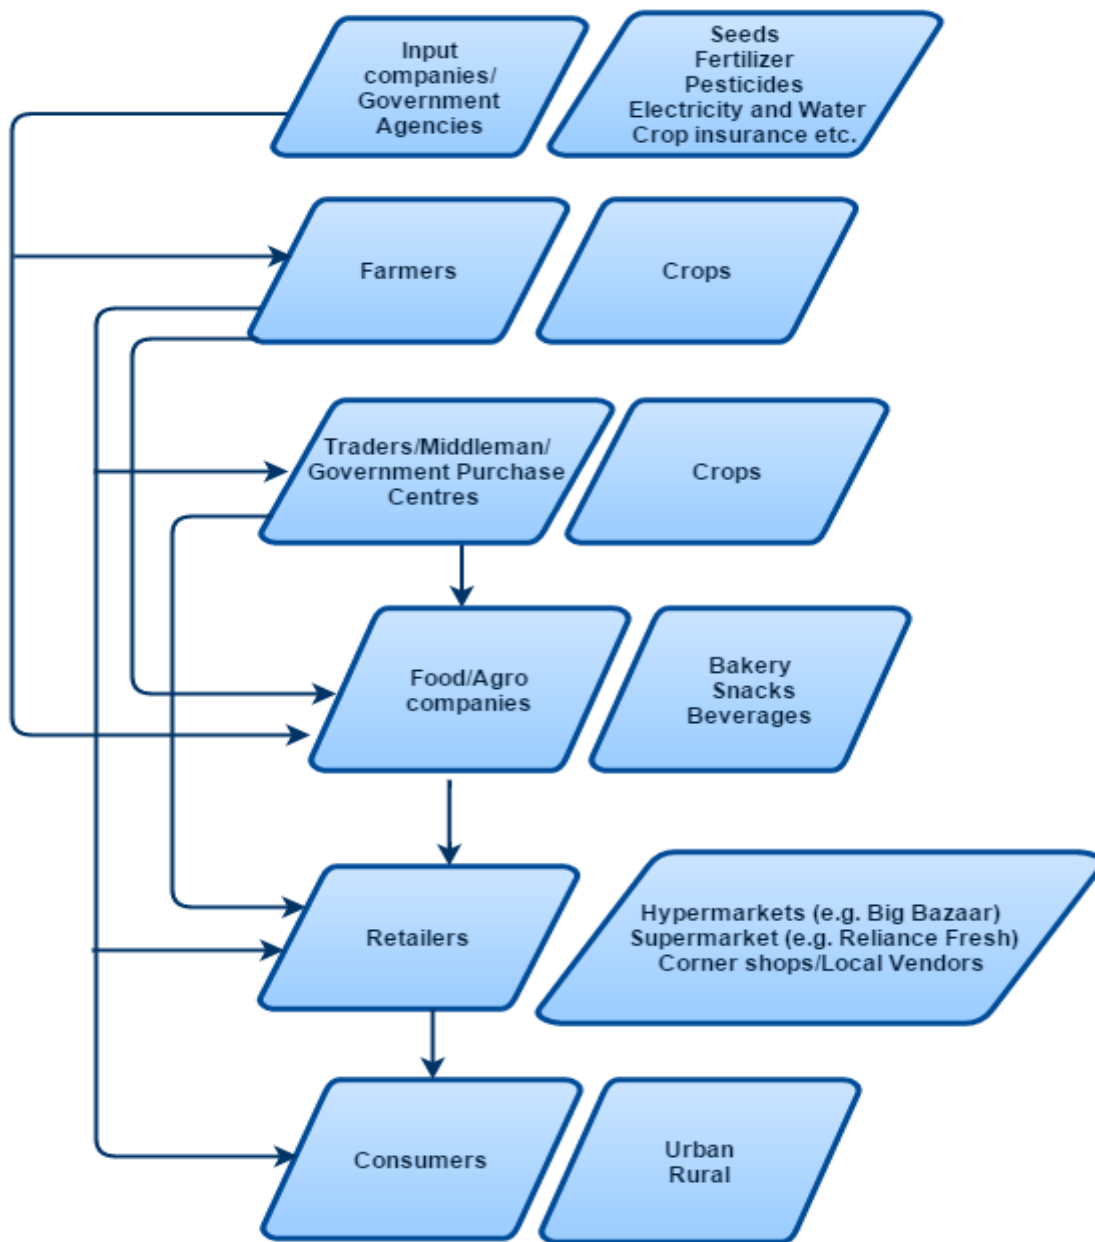 Input
companies/
Government
Agencies
Seeds
Fertilizer
Pesticides
Electricity and Water
Crop insurance etc.
Farmers
Crops
Traders/Middleman/
Government Purchase
Centres
Crops
Food/Agro
companies
Bakery
Snacks
Beverages
Retailers
Hypermarkets (e.g. Big Bazaar)
Supermarket (e.g. Reliance Fresh)
Corner shops/Local Vendors
Consumers
Urban
Rural